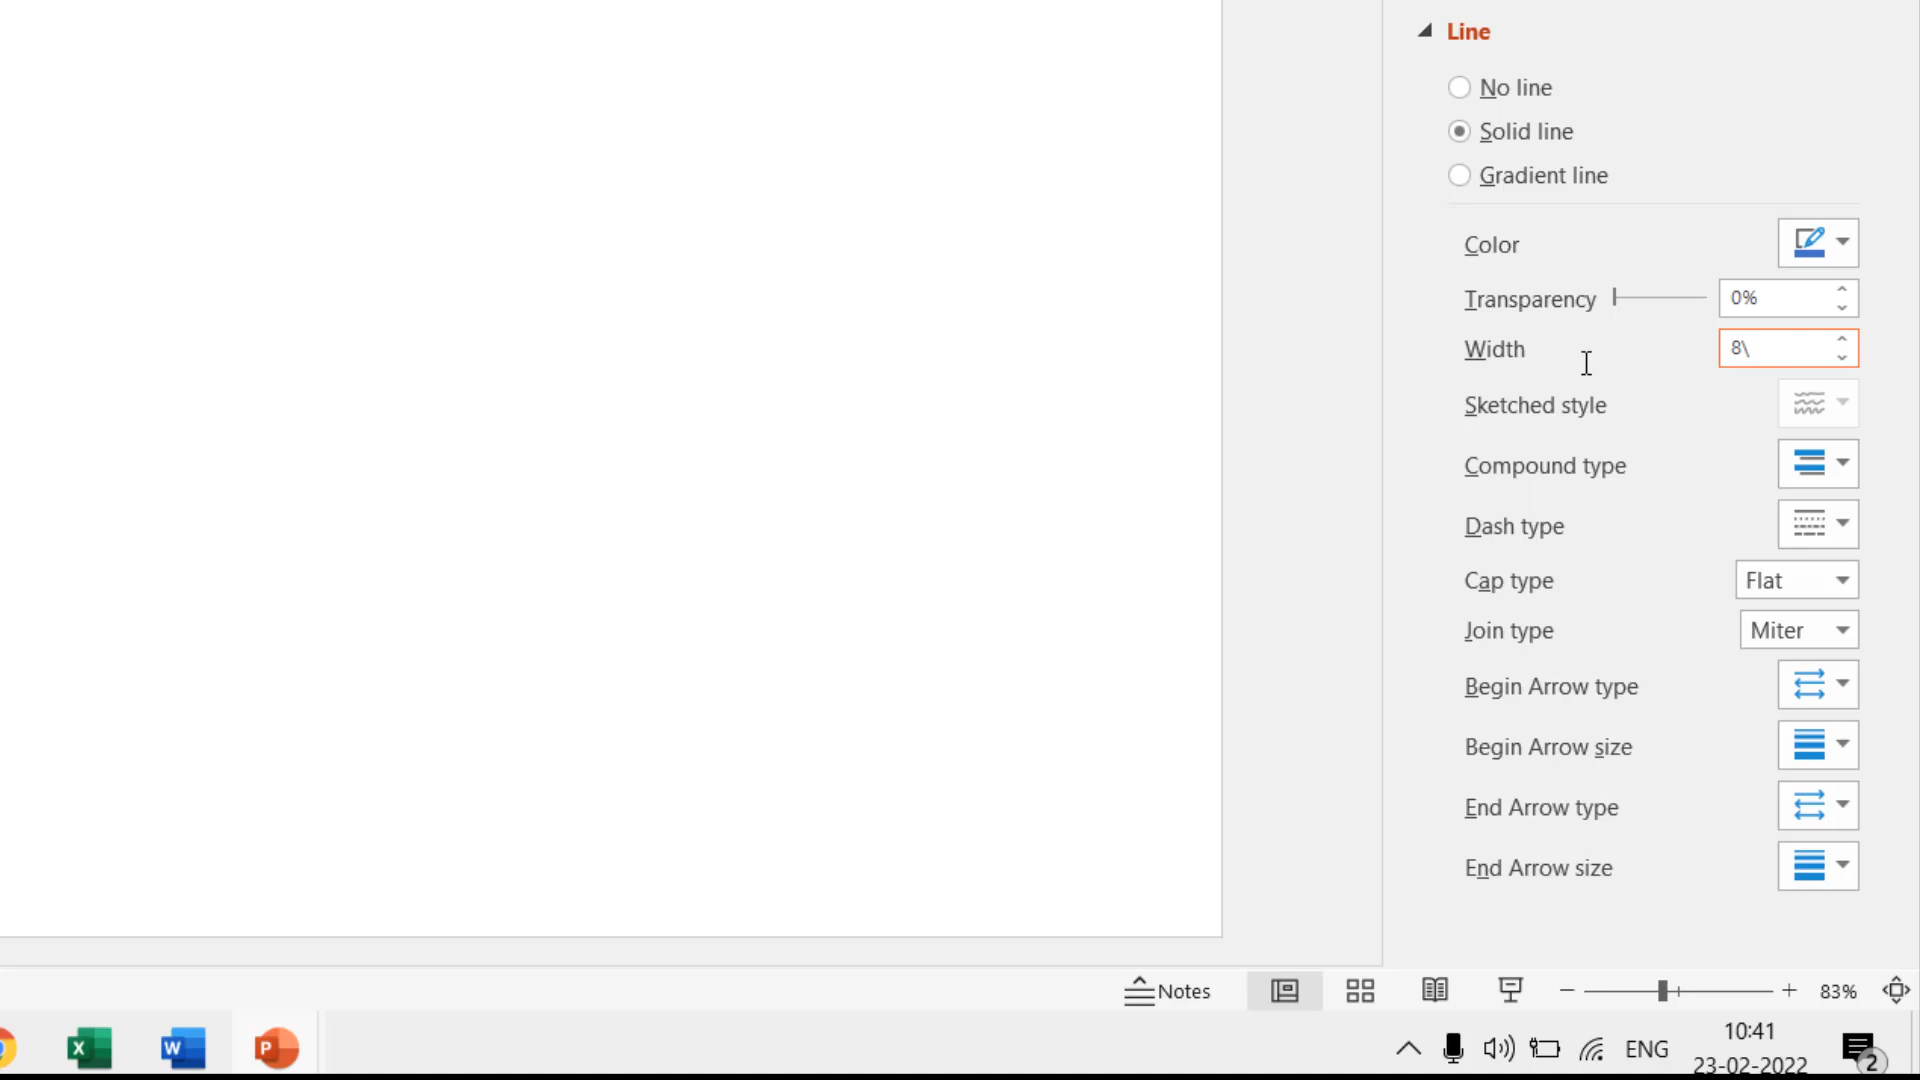 Line
No line
Solid line
Gradient line
Color
Transparency 0%
Width 8\
Sketched style
Compound type
Dash type
Cap type Flat
Join type Miter
Begin Arrow type
Begin Arrow size
End Arrow type
End Arrow size
Notes 83%
X W P ENG 10:41
23-02-2022 2